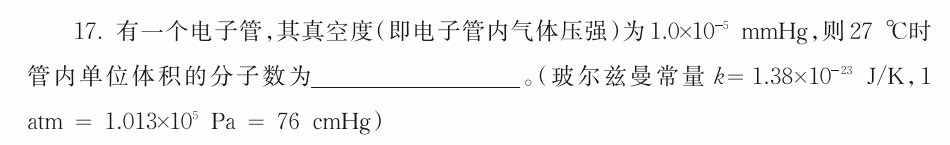 17. 有一个电子管,其真空度(即电子管内气体压强)为1.0×10⁻⁵ mmHg,则27 ℃时
管内单位体积的分子数为____________________。(玻尔兹曼常量 k= 1.38×10⁻²³ J/K,1
atm = 1.013×10⁵ Pa = 76 cmHg)